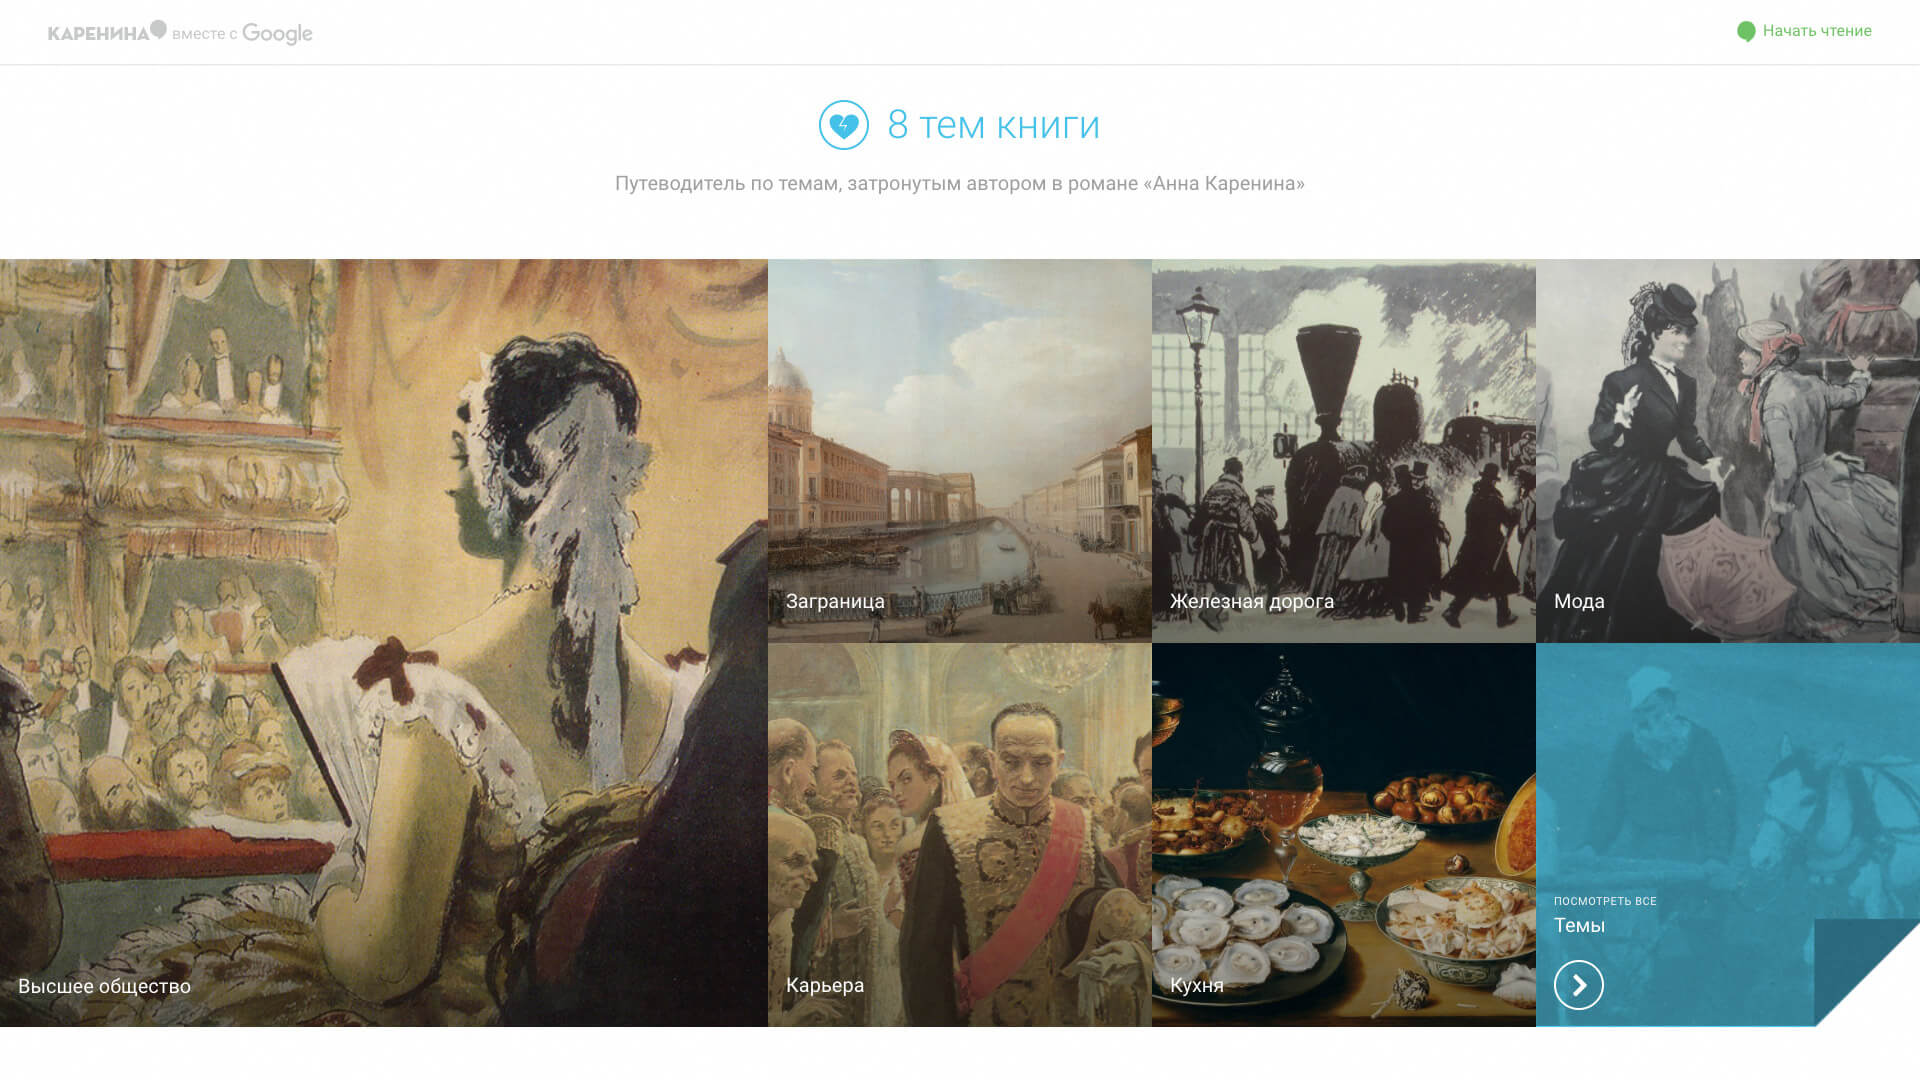 КАРЕНИНА вместе с Google
Начать чтение
8 тем книги
Путеводитель по темам, затронутым автором в романе «Анна Каренина»
Заграница
Железная дорога
Мода
Высшее общество
Карьера
Кухня
ПОСМОТРЕТЬ ВСЕ
Темы